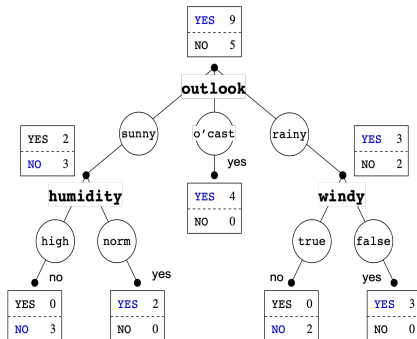 YES 9
NO 5
outlook
sunny
o'cast
rainy
YES 2
NO 3
yes
YES 3
NO 2
YES 4
NO 0
humidity
windy
high
norm
true
false
no
yes
no
yes
YES 0
NO 3
YES 2
NO 0
YES 0
NO 2
YES 3
NO 0